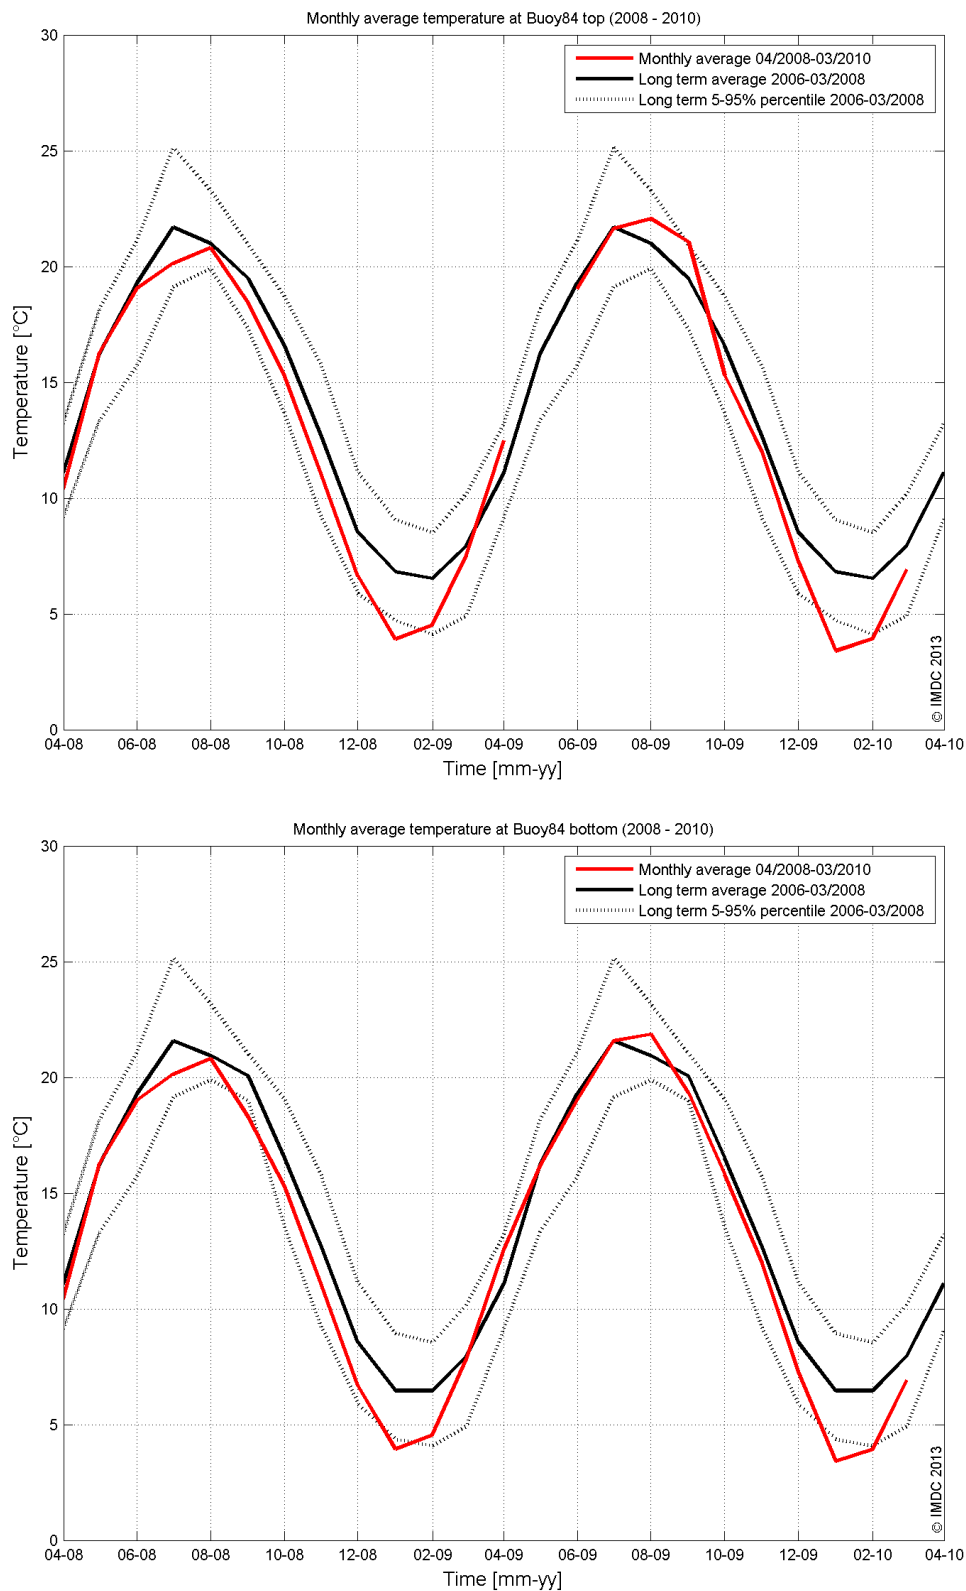 Monthly average temperature at Buoy84 top (2008 - 2010)
30
25
20
15
10
5
0
Temperature [°C]
Monthly average 04/2008-03/2010
Long term average 2006-03/2008
Long term 5-95% percentile 2006-03/2008
© IMDC 2013
04-08 06-08 08-08 10-08 12-08 02-09 04-09 06-09 08-09 10-09 12-09 02-10 04-10
Time [mm-yy]
Monthly average temperature at Buoy84 bottom (2008 - 2010)
30
25
20
15
10
5
0
Temperature [°C]
Monthly average 04/2008-03/2010
Long term average 2006-03/2008
Long term 5-95% percentile 2006-03/2008
© IMDC 2013
04-08 06-08 08-08 10-08 12-08 02-09 04-09 06-09 08-09 10-09 12-09 02-10 04-10
Time [mm-yy]